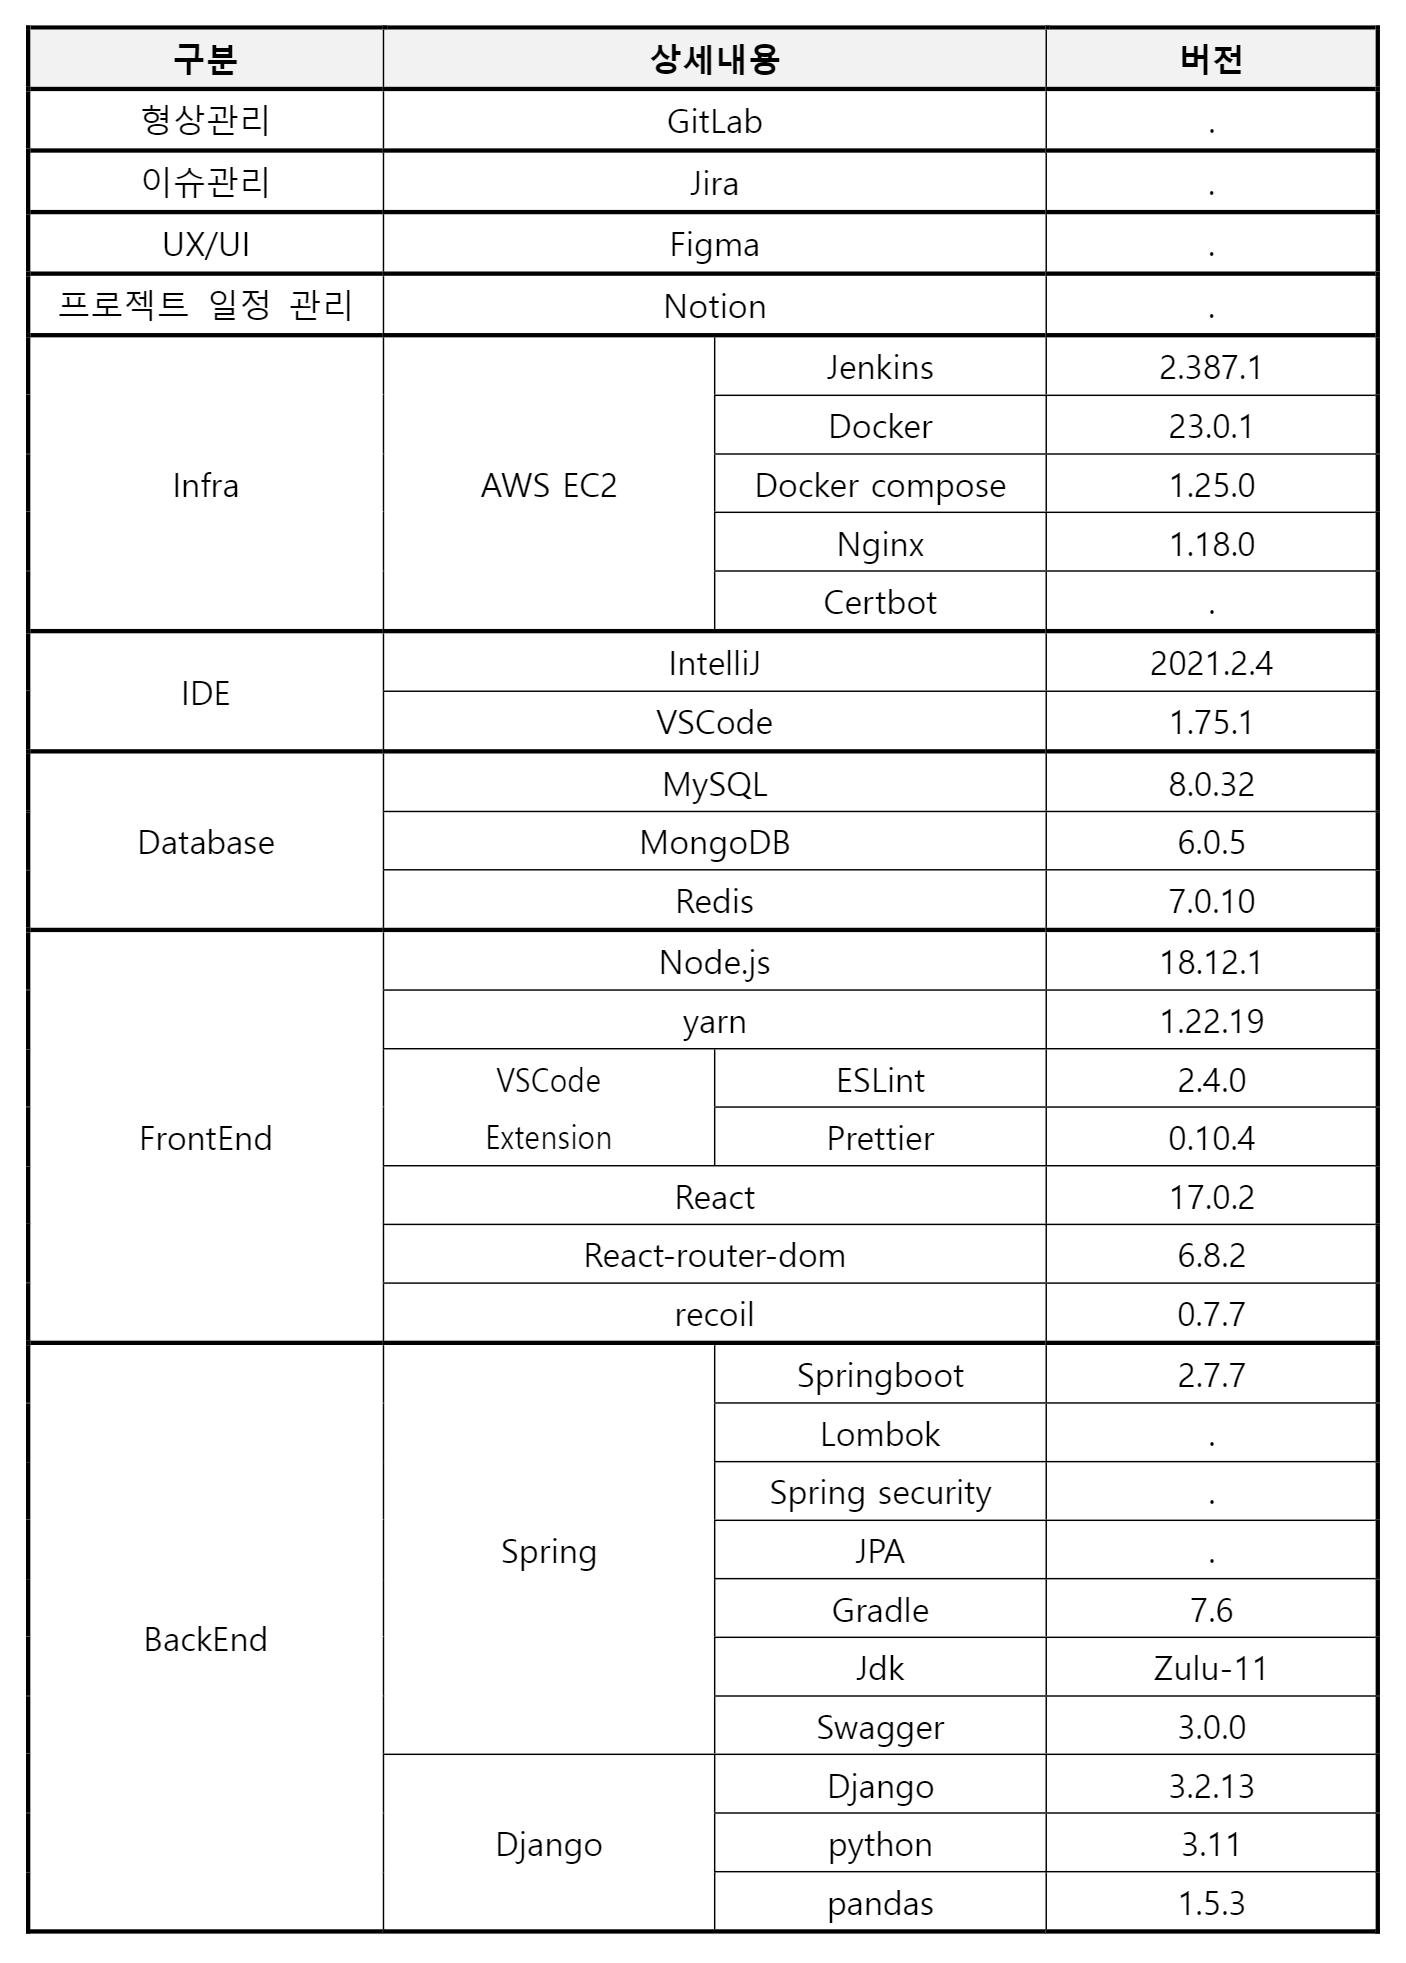 구분 상세내용 버전
형상관리 GitLab .
이슈관리 Jira .
UX/UI Figma .
프로젝트 일정 관리 Notion .
Infra AWS EC2 Jenkins 2.387.1
Docker 23.0.1
Docker compose 1.25.0
Nginx 1.18.0
Certbot .
IDE IntelliJ 2021.2.4
VSCode 1.75.1
Database MySQL 8.0.32
MongoDB 6.0.5
Redis 7.0.10
FrontEnd Node.js 18.12.1
yarn 1.22.19
VSCode Extension ESLint 2.4.0
Prettier 0.10.4
React 17.0.2
React-router-dom 6.8.2
recoil 0.7.7
BackEnd Spring Springboot 2.7.7
Lombok .
Spring security .
JPA .
Gradle 7.6
Jdk Zulu-11
Swagger 3.0.0
Django Django 3.2.13
python 3.11
pandas 1.5.3